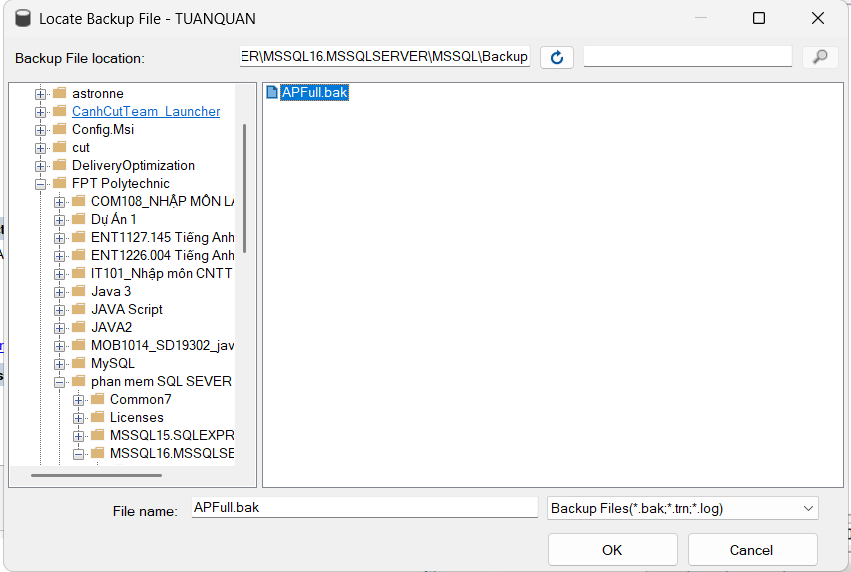 Locate Backup File - TUANQUAN
Backup File location:
ER\MSSQL16.MSSQLSERVER\MSSQL\Backup
astronne
CanhCutTeam_Launcher
Config.Msi
cut
DeliveryOptimization
FPT Polytechnic
COM108_NHẬP MÔN LA
Dự Án 1
ENT1127.145 Tiếng Anh
ENT1226.004 Tiếng Anh
IT101_Nhập môn CNTT
Java 3
JAVA Script
JAVA2
MOB1014_SD19302_jav
MySQL
phan mem SQL SEVER
Common7
Licenses
MSSQL15.SQLEXPR
MSSQL16.MSSQLSE
APFull.bak
File name:
APFull.bak
Backup Files(*.bak;*.trn;*.log)
OK
Cancel